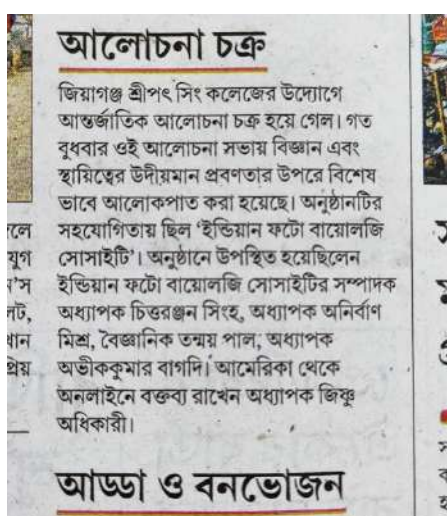 আলোচনা চক্র
জিয়াগঞ্জ শ্রীপৎ সিং কলেজের উদ্যোগে
আন্তর্জাতিক আলোচনা চক্র হয়ে গেল। গত
বুধবার ওই আলোচনা সভায় বিজ্ঞান এবং
স্থায়িত্বের উদীয়মান প্রবণতার উপরে বিশেষ
ভাবে আলোকপাত করা হয়েছে। অনুষ্ঠানটির
সহযোগিতায় ছিল ‘ইন্ডিয়ান ফটো বায়োলজি
সোসাইটি’। অনুষ্ঠানে উপস্থিত হয়েছিলেন
ইন্ডিয়ান ফটো বায়োলজি সোসাইটির সম্পাদক
অধ্যাপক চিত্তরঞ্জন সিংহ, অধ্যাপক অনির্বাণ
মিশ্র, বৈজ্ঞানিক তন্ময় পাল, অধ্যাপক
অভীককুমার বাগদি। আমেরিকা থেকে
অনলাইনে বক্তব্য রাখেন অধ্যাপক জিষ্ণু
অধিকারী।
আড্ডা ও বনভোজন